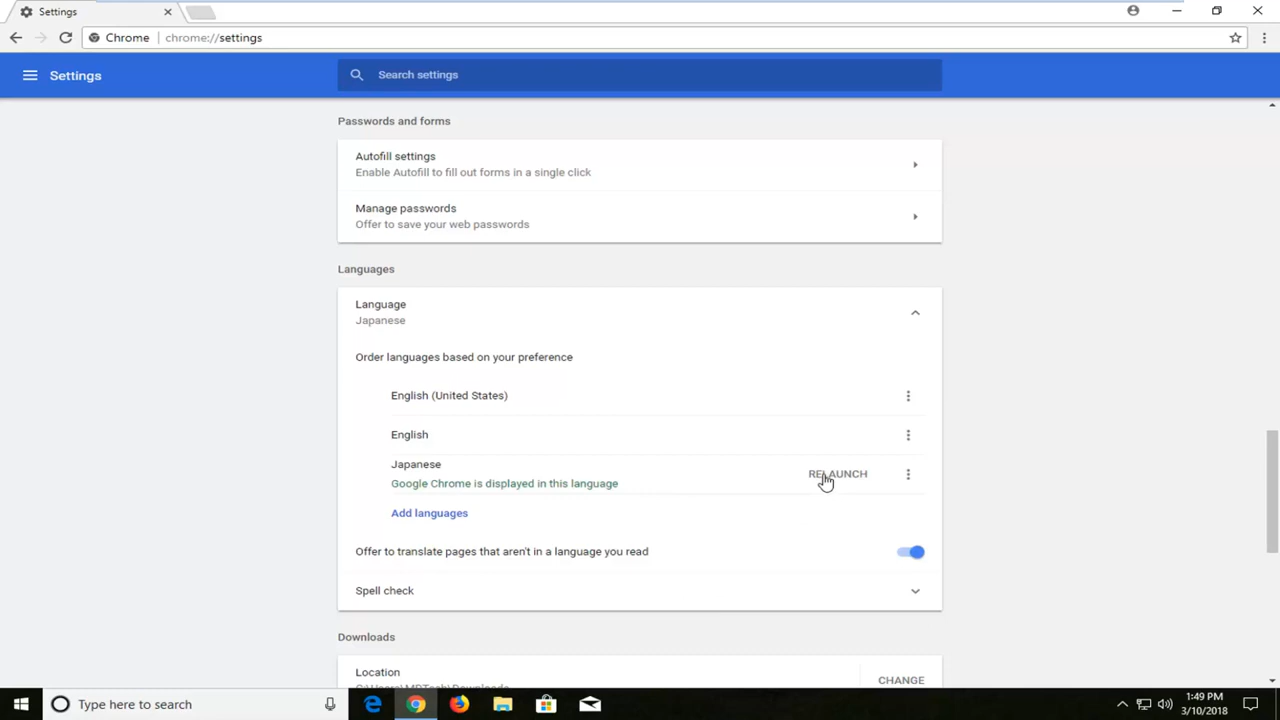 Settings
Chrome chrome://settings
Settings
Search settings
Passwords and forms
Autofill settings
Enable Autofill to fill out forms in a single click
Manage passwords
Offer to save your web passwords
Languages
Language
Japanese
Order languages based on your preference
English (United States)
English
Japanese
RELAUNCH
Google Chrome is displayed in this language
Add languages
Offer to translate pages that aren't in a language you read
Spell check
Downloads
Location
CHANGE
Type here to search
1:49 PM
3/10/2018